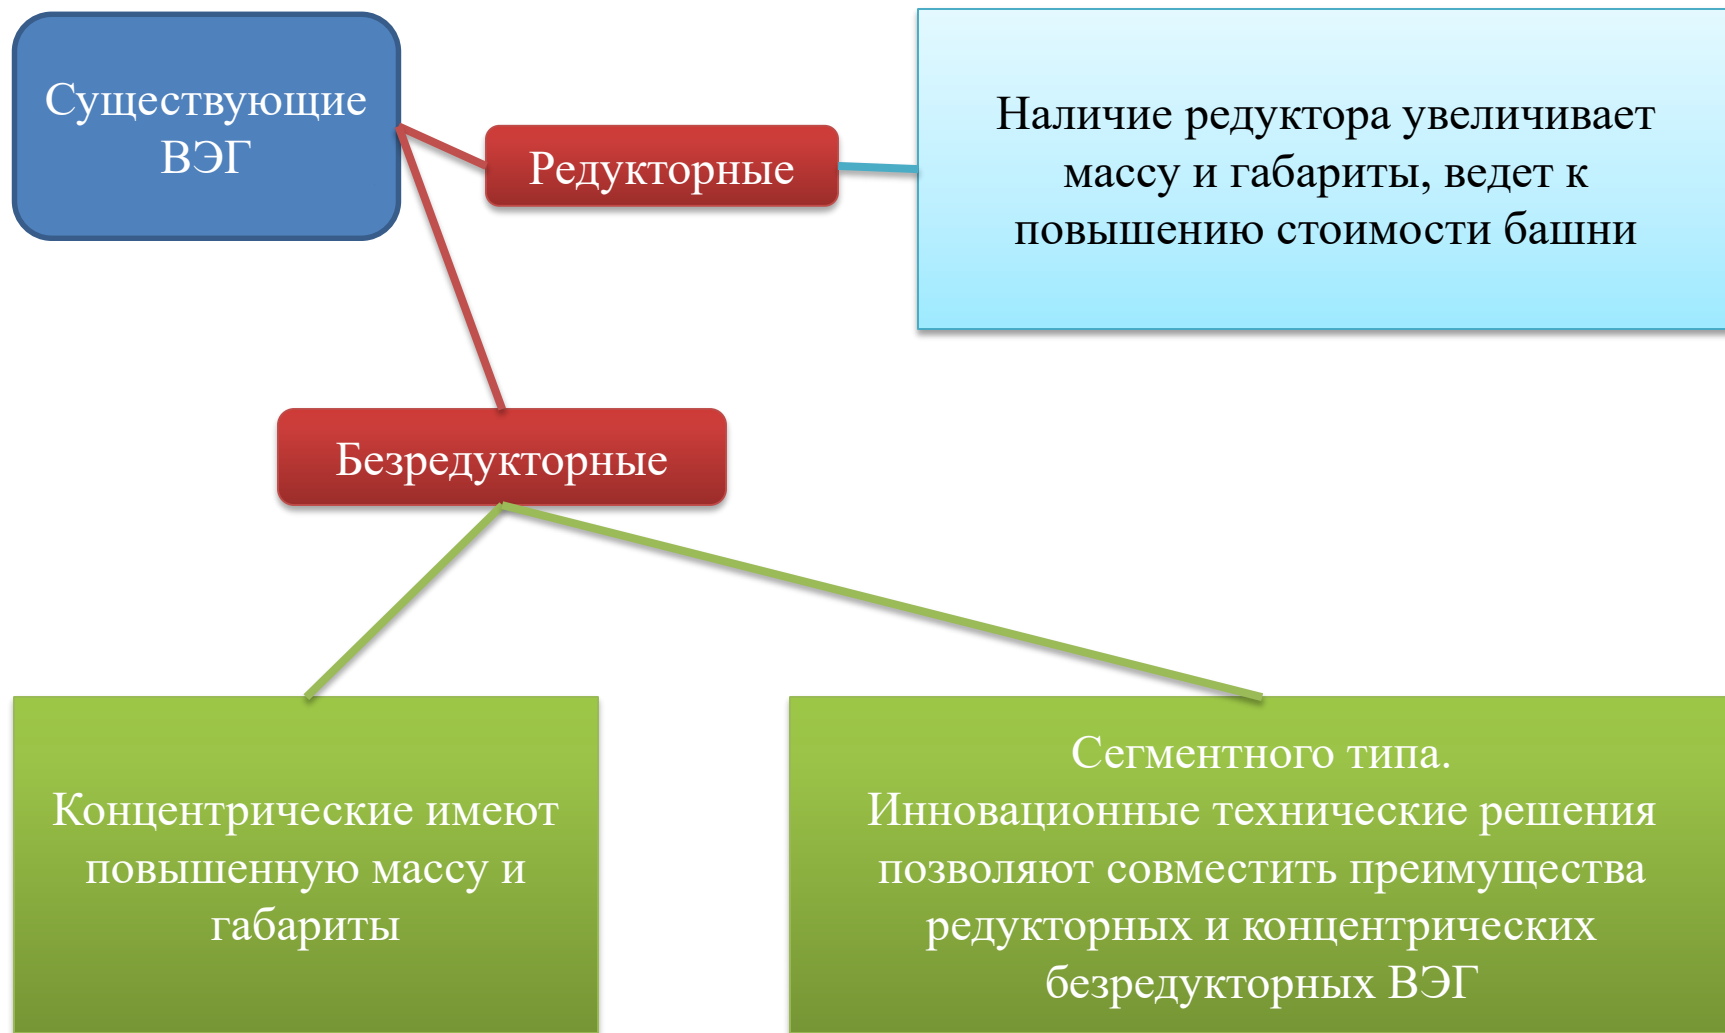 Существующие
ВЭГ
Редукторные
Наличие редуктора увеличивает
массу и габариты, ведет к
повышению стоимости башни
Безредукторные
Концентрические имеют
повышенную массу и
габариты
Сегментного типа.
Инновационные технические решения
позволяют совместить преимущества
редукторных и концентрических
безредукторных ВЭГ